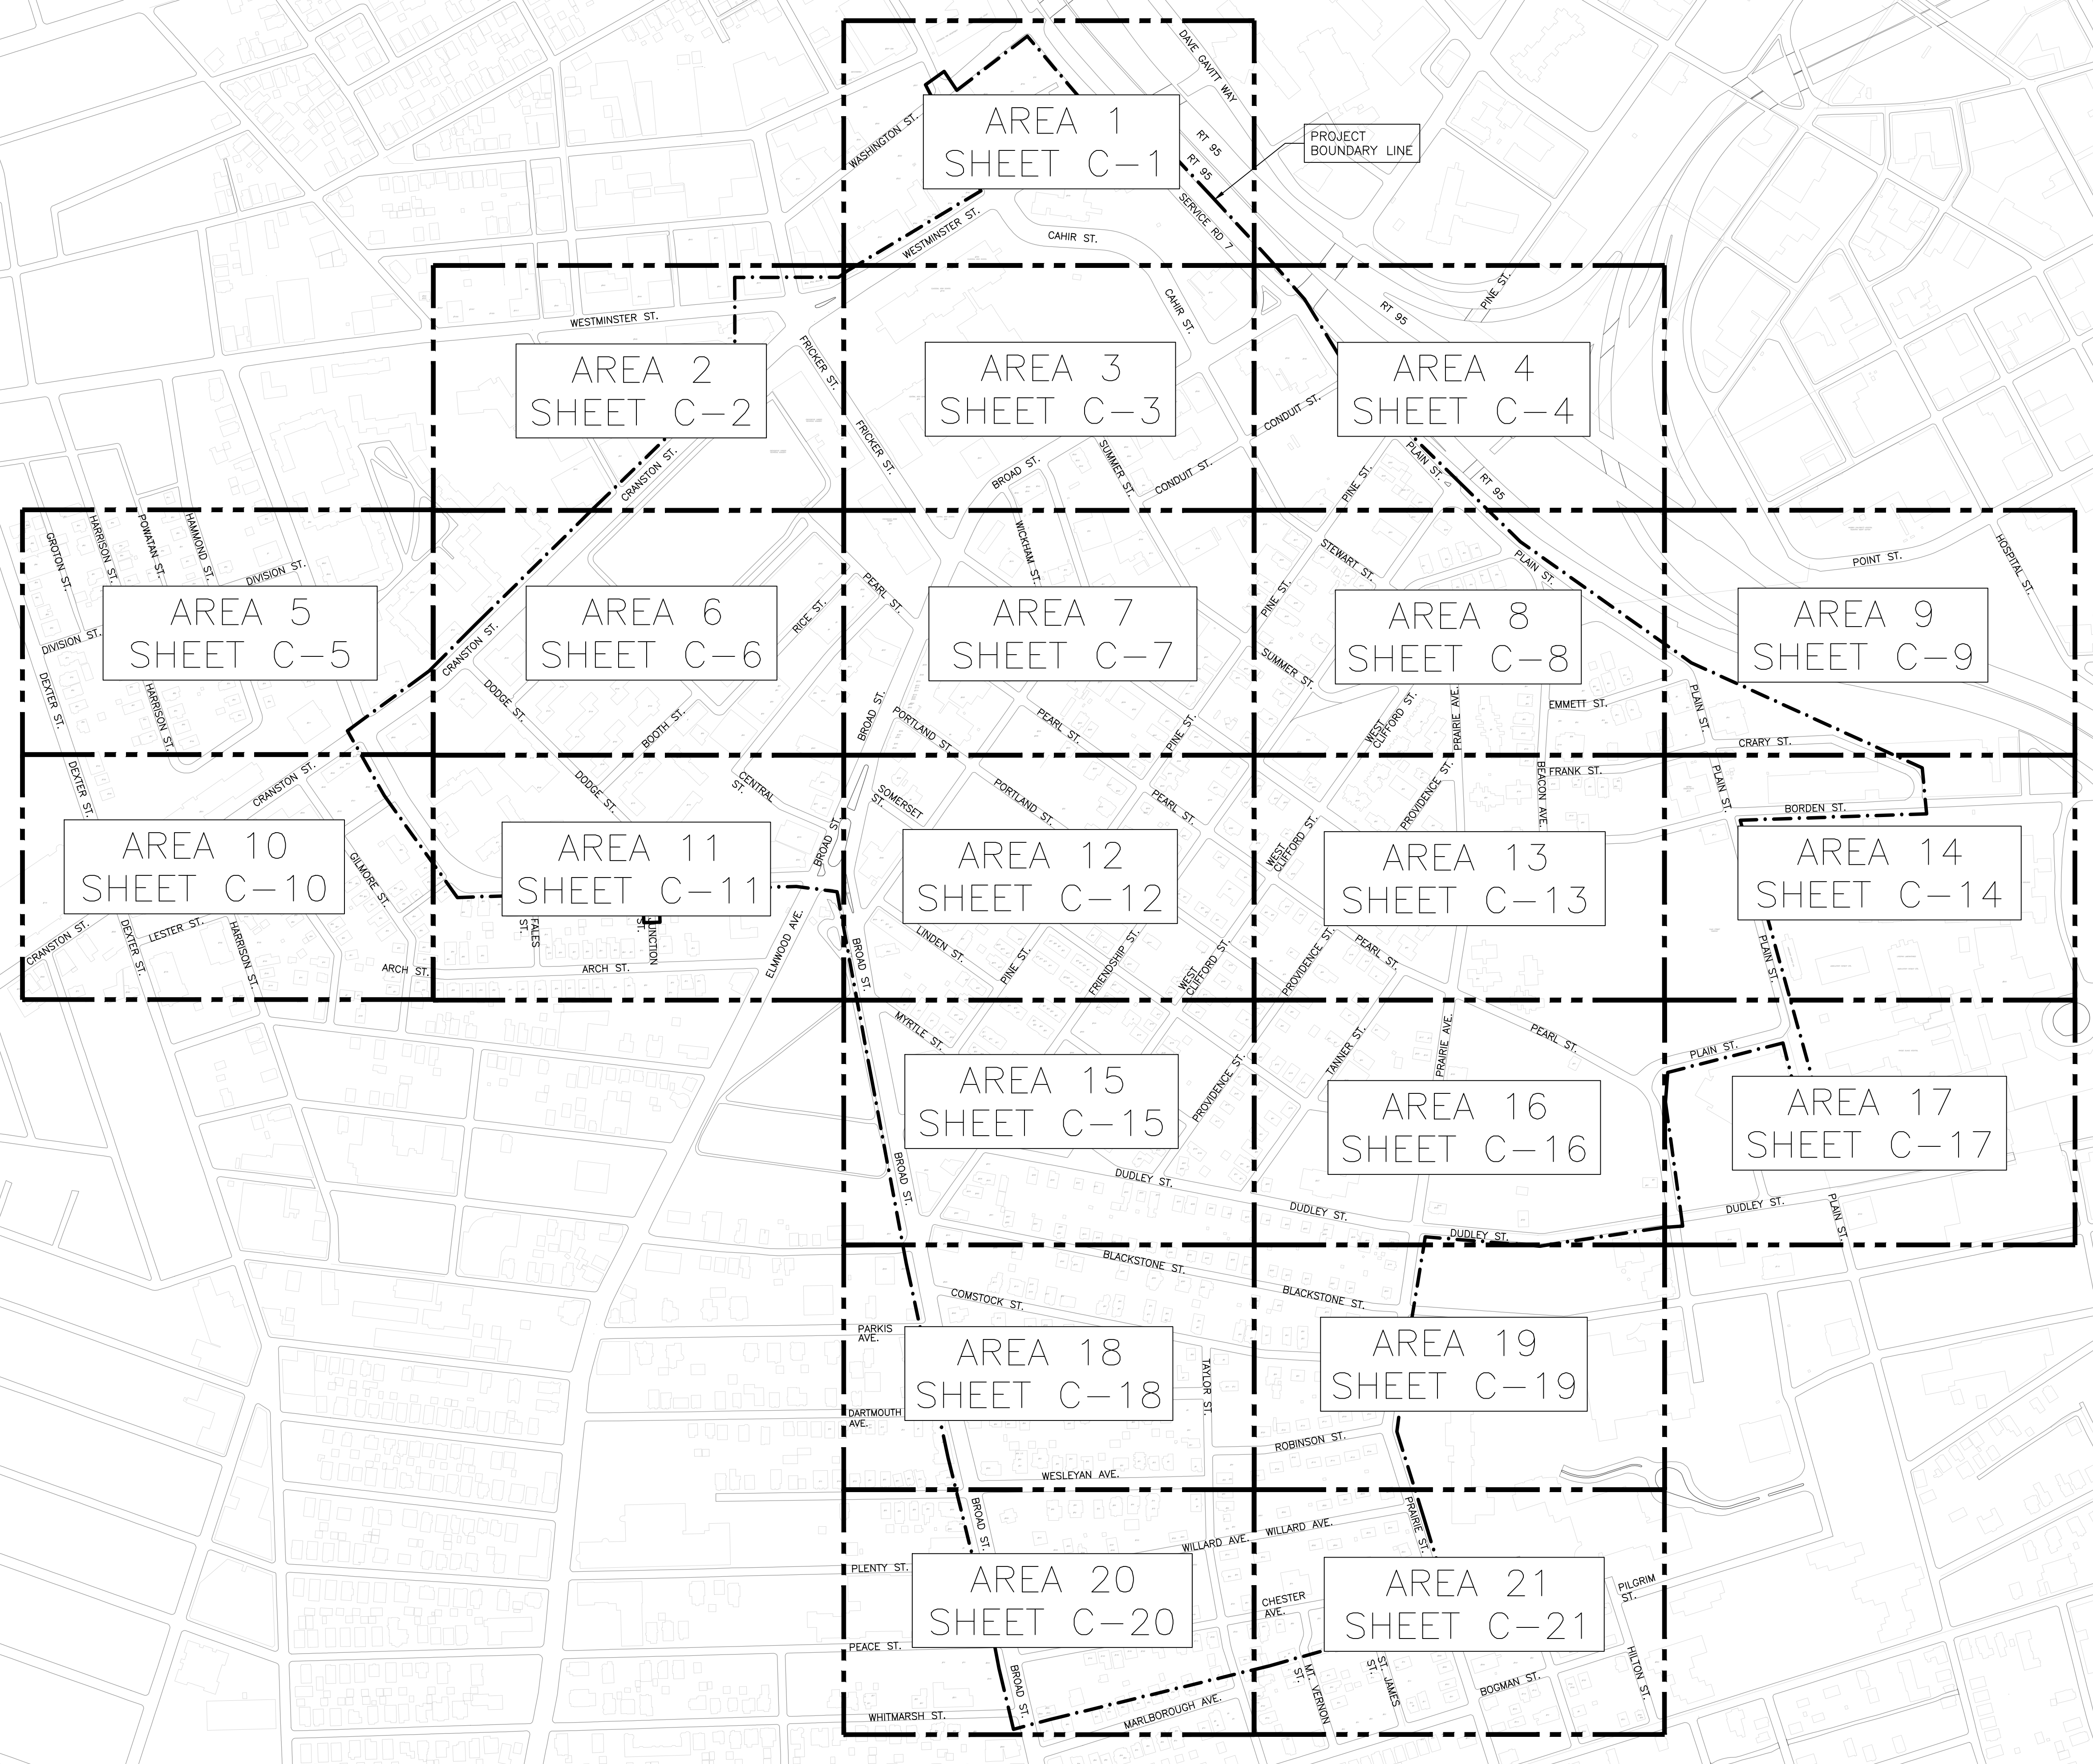 DAVE GAVITT WAY
WASHINGTON ST.
AREA 1
SHEET C-1
RT 95
RT 95
PROJECT
BOUNDARY LINE
SERVICE RD 7
WESTMINSTER ST.
CAHIR ST.
CAHIR ST.
WESTMINSTER ST.
FRICKER ST.
AREA 2
SHEET C-2
AREA 3
SHEET C-3
RT 95
PINE ST.
AREA 4
SHEET C-4
CONDUIT ST.
CRANSTON ST.
FRICKER ST.
BROAD ST.
SUMMER ST.
CONDUIT ST.
PINE ST.
PLAIN ST.
RT 95
GROTON ST.
HARRISON ST.
POWATAN ST.
HAMMOND ST.
DIVISION ST.
AREA 5
SHEET C-5
DIVISION ST.
DEXTER ST.
HARRISON ST.
CRANSTON ST.
AREA 6
SHEET C-6
RICE ST.
PEARL ST.
DODGE ST.
BOOTH ST.
BROAD ST.
WICKHAM ST.
AREA 7
SHEET C-7
PORTLAND ST.
PEARL ST.
PINE ST.
PINE ST.
SUMMER ST.
STEWART ST.
PLAIN ST.
AREA 8
SHEET C-8
WEST
CLIFFORD ST.
PRAIRIE AVE.
EMMETT ST.
PLAIN ST.
POINT ST.
HOSPITAL ST.
AREA 9
SHEET C-9
CRARY ST.
DEXTER ST.
CRANSTON ST.
AREA 10
SHEET C-10
GILMORE ST.
CRANSTON ST.
DEXTER ST.
LESTER ST.
HARRISON ST.
ARCH ST.
DODGE ST.
CENTRAL
ST.
BROAD ST.
AREA 11
SHEET C-11
FALES
ST.
JUNCTION
ST.
ARCH ST.
ELMWOOD AVE.
SOMERSET
ST.
PORTLAND ST.
PEARL ST.
AREA 12
SHEET C-12
BROAD ST.
LINDEN ST.
PINE ST.
FRIENDSHIP ST.
WEST
CLIFFORD ST.
WEST
CLIFFORD ST.
PROVIDENCE ST.
BEACON AVE.
FRANK ST.
AREA 13
SHEET C-13
PROVIDENCE ST.
PEARL ST.
PLAIN ST.
BORDEN ST.
AREA 14
SHEET C-14
PLAIN ST.
MYRTLE ST.
AREA 15
SHEET C-15
PROVIDENCE ST.
BROAD ST.
DUDLEY ST.
TANNER ST.
PRAIRIE AVE.
PEARL ST.
AREA 16
SHEET C-16
DUDLEY ST.
DUDLEY ST.
PLAIN ST.
AREA 17
SHEET C-17
DUDLEY ST.
PLAIN ST.
BLACKSTONE ST.
COMSTOCK ST.
PARKIS
AVE.
AREA 18
SHEET C-18
TAYLOR ST.
DARTMOUTH
AVE.
WESLEYAN AVE.
BLACKSTONE ST.
AREA 19
SHEET C-19
ROBINSON ST.
BROAD ST.
WILLARD AVE.
PLENTY ST.
AREA 20
SHEET C-20
PEACE ST.
BROAD ST.
WHITMARSH ST.
MARLBOROUGH AVE.
WILLARD AVE.
PRAIRIE ST.
CHESTER
AVE.
AREA 21
SHEET C-21
PILGRIM
ST.
MT. VERNON
ST.
ST. JAMES
ST.
BOGMAN ST.
HILTON ST.